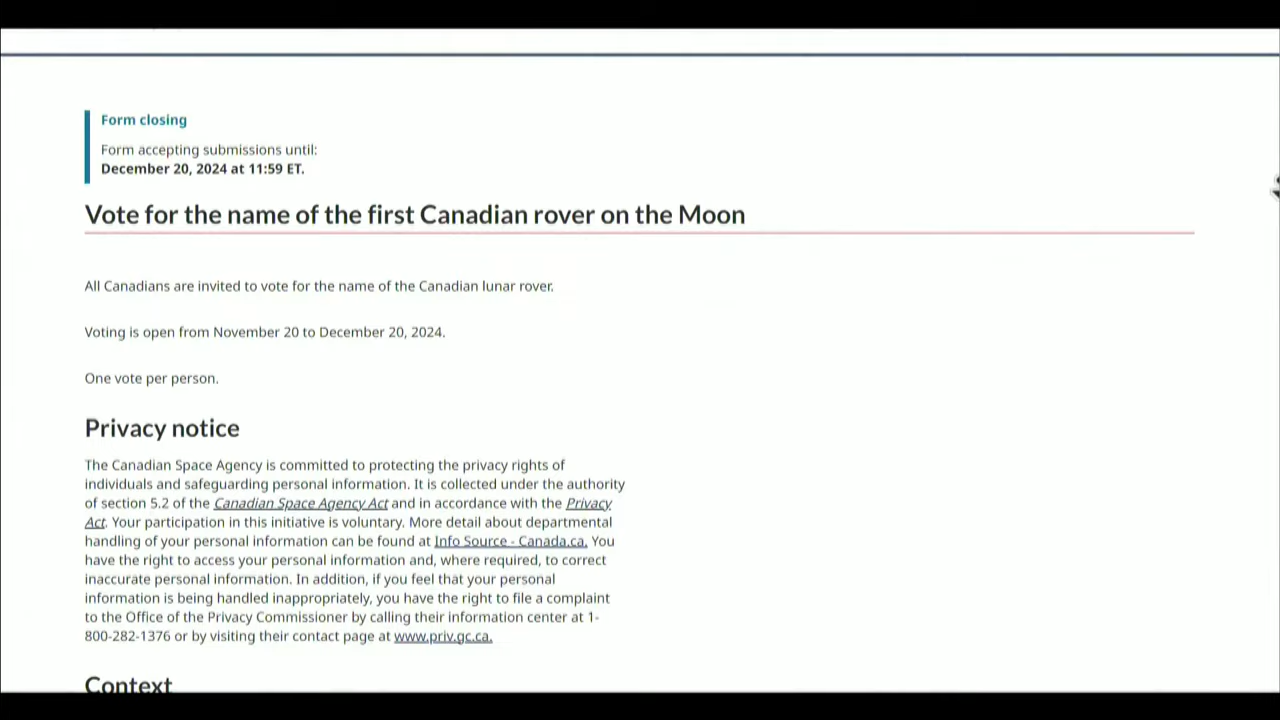 Form closing
Form accepting submissions until:
December 20, 2024 at 11:59 ET.
Vote for the name of the first Canadian rover on the Moon
All Canadians are invited to vote for the name of the Canadian lunar rover.
Voting is open from November 20 to December 20, 2024.
One vote per person.
Privacy notice
The Canadian Space Agency is committed to protecting the privacy rights of
individuals and safeguarding personal information. It is collected under the authority
of section 5.2 of the Canadian Space Agency Act and in accordance with the Privacy
Act. Your participation in this initiative is voluntary. More detail about departmental
handling of your personal information can be found at Info Source - Canada.ca. You
have the right to access your personal information and, where required, to correct
inaccurate personal information. In addition, if you feel that your personal
information is being handled inappropriately, you have the right to file a complaint
to the Office of the Privacy Commissioner by calling their information center at 1-
800-282-1376 or by visiting their contact page at www.priv.gc.ca.
Context